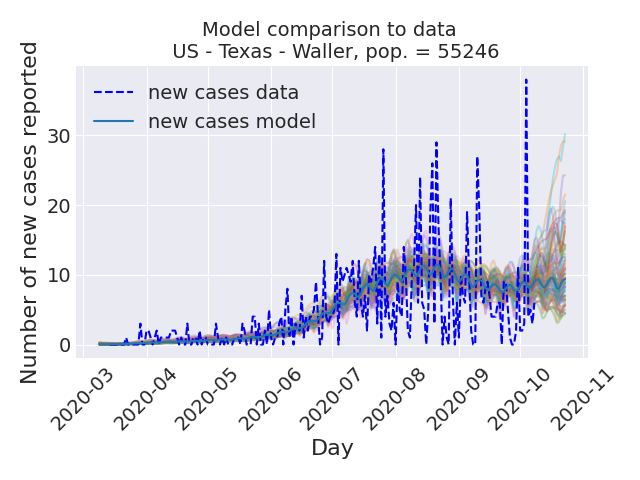 Model comparison to data
US - Texas - Waller, pop. = 55246
new cases data
new cases model
Number of new cases reported
30
20
10
0
2020-03
2020-04
2020-05
2020-06
2020-07
2020-08
2020-09
2020-10
2020-11
Day